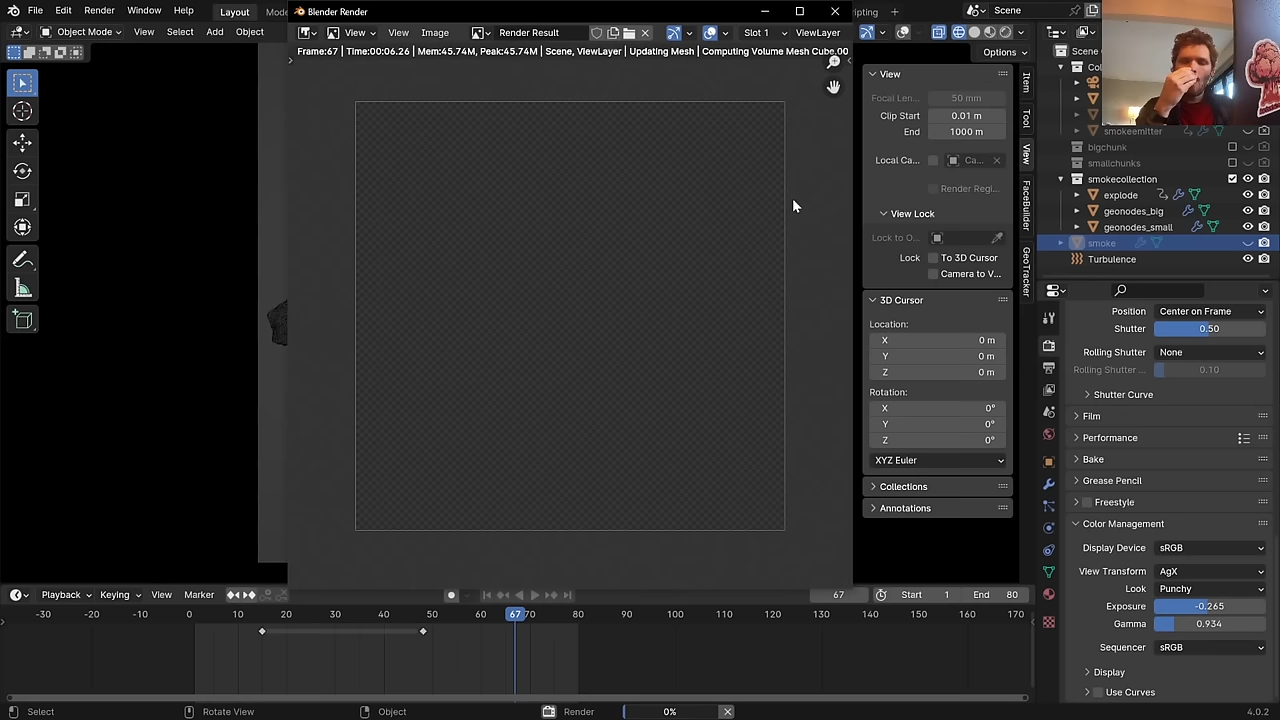 File Edit Render Window Help
Layout Mode
Blender Render
ripting
Scene
Object Mode View Select Add Object
View View Image Render Result Slot 1 ViewLayer
Frame:67 | Time:00:06.26 | Mem:45.74M, Peak:45.74M | Scene, ViewLayer | Updating Mesh | Computing Volume Mesh Cube.00
Options
Scene
Col
smokeemitter
bigchunk
smallchunks
smokecollection
explode
geonodes_big
geonodes_small
smoke
Turbulence
View
Focal Len... 50 mm
Clip Start 0.01 m
End 1000 m
Local Ca... Ca...
Render Regi...
View Lock
Lock to O...
Lock To 3D Cursor
Camera to V...
3D Cursor
Location:
X 0 m
Y 0 m
Z 0 m
Rotation:
X 0°
Y 0°
Z 0°
XYZ Euler
Collections
Annotations
Item
Tool
View
FaceBuilder
GeoTracker
Position Center on Frame
Shutter 0.50
Rolling Shutter None
Rolling Shutter ... 0.10
Shutter Curve
Film
Performance
Bake
Grease Pencil
Freestyle
Color Management
Display Device sRGB
View Transform AgX
Look Punchy
Exposure -0.265
Gamma 0.934
Sequencer sRGB
Display
Use Curves
Playback Keying View Marker 67 Start 1 End 80
-30 -20 -10 0 10 20 30 40 50 60 67 70 80 90 100 110 120 130 140 150 160 170
Select Rotate View Object Render 0% 4.0.2